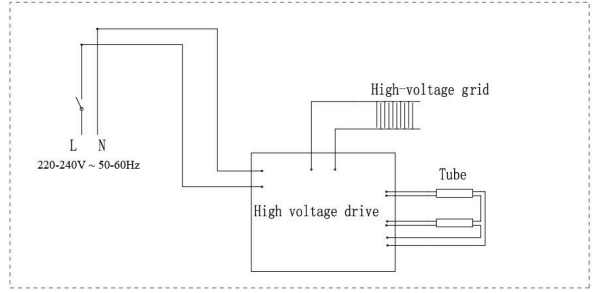 High-voltage grid
L N
220-240V ~ 50-60Hz
Tube
High voltage drive